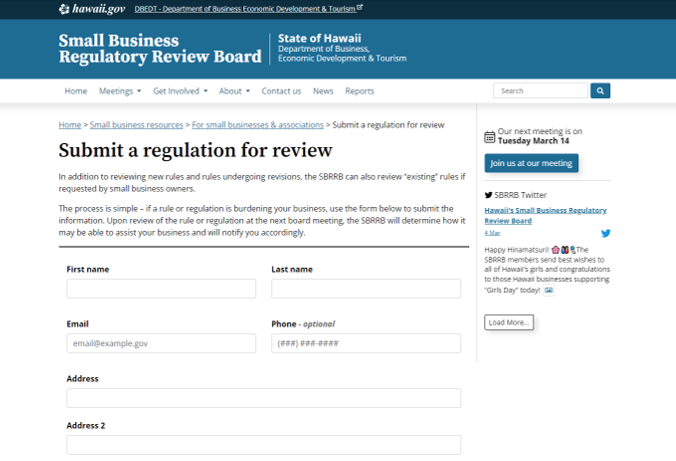 hawaii.gov DBEDT - Department of Business Economic Development & Tourism
Small Business
Regulatory Review Board
State of Hawaii
Department of Business,
Economic Development & Tourism
Home Meetings Get Involved About Contact us News Reports Search
Home > Small business resources > For small businesses & associations > Submit a regulation for review
Submit a regulation for review
In addition to reviewing new rules and rules undergoing revisions, the SBRRB can also review "existing" rules if
requested by small business owners.
The process is simple – if a rule or regulation is burdening your business, use the form below to submit the
information. Upon review of the rule or regulation at the next board meeting, the SBRRB will determine how it
may be able to assist your business and will notify you accordingly.
First name Last name
Email Phone - optional
email@example.gov (###) ###-####
Address
Address 2
Our next meeting is on
Tuesday March 14
Join us at our meeting
SBRRB Twitter
Hawaii's Small Business Regulatory
Review Board
4 Mar
Happy Hinamatsuri! 🌸🎎🎏The
SBRRB members send best wishes to
all of Hawaii's girls and congratulations
to those Hawaii businesses supporting
"Girls Day" today!
Load More...